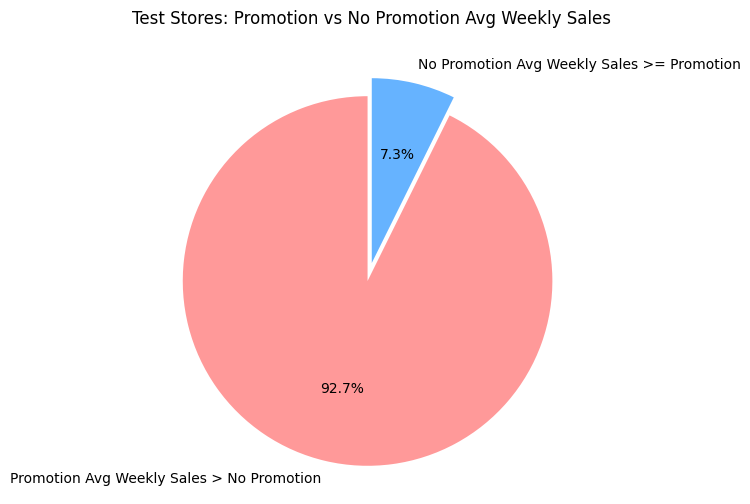 Test Stores: Promotion vs No Promotion Avg Weekly Sales
No Promotion Avg Weekly Sales >= Promotion
7.3%
92.7%
Promotion Avg Weekly Sales > No Promotion